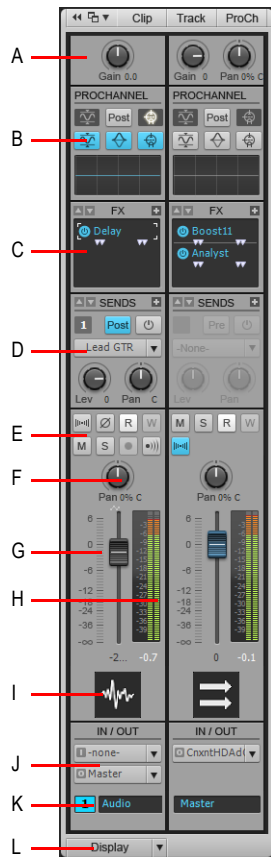 Clip Track ProCh
A
Gain 0.0 Gain 0 Pan 0% C
PROCHANNEL PROCHANNEL
Post Post
B
FX FX
Delay Boost11
C
Analyst
SENDS SENDS
1 Post Pre
D
Lead GTR -None-
Lev 0 Pan C Lev Pan
E
R W M S R W
M S
F
Pan 0% C Pan 0% C
6 6
G
0 0
-6 -6
H
-12 -12
-18 -18
-24 -24
-36 -36
-oo -oo
-2... -0.7 0 -0.1
I
IN / OUT IN / OUT
-none- CnxntHDAd
J
Master
K
1 Audio Master
L
Display